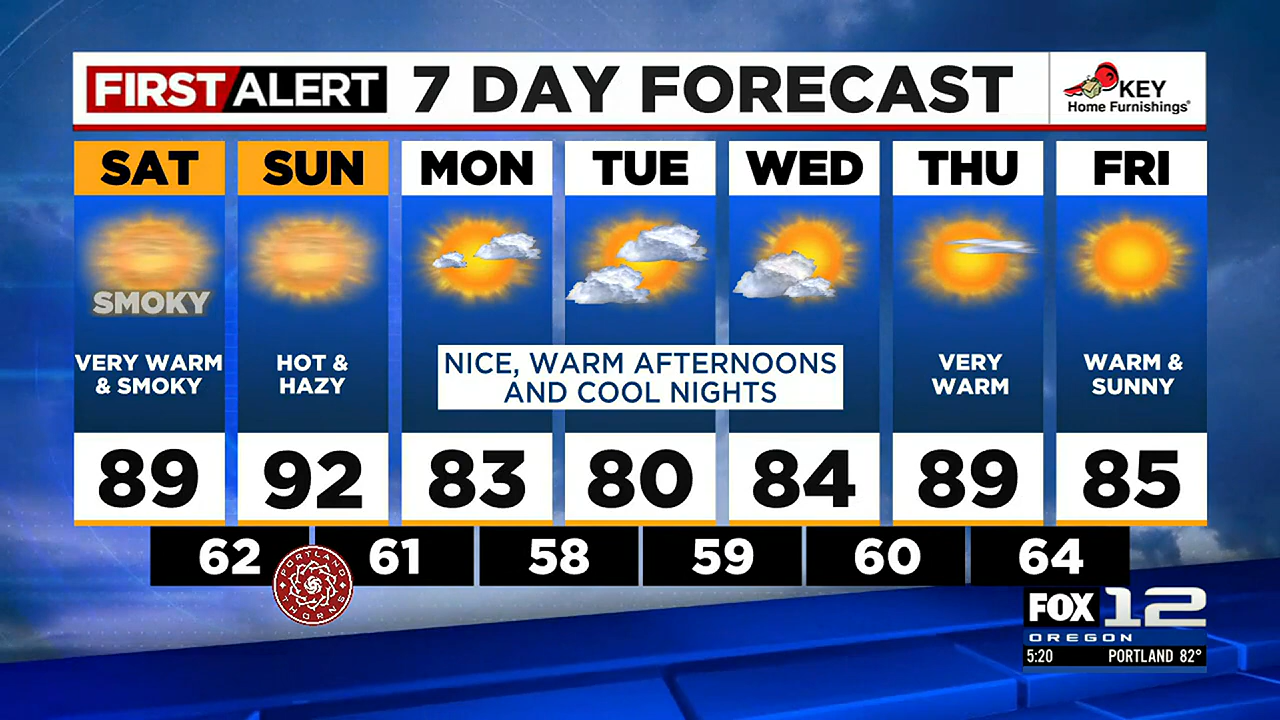 FIRST ALERT 7 DAY FORECAST
KEY
Home Furnishings®
SAT SUN MON TUE WED THU FRI
SMOKY
VERY WARM
& SMOKY
HOT &
HAZY
NICE, WARM AFTERNOONS
AND COOL NIGHTS
VERY
WARM
WARM &
SUNNY
89 92 83 80 84 89 85
62 61 58 59 60 64
PORTLAND
THORNS
FOX 12
OREGON
5:20 PORTLAND 82°